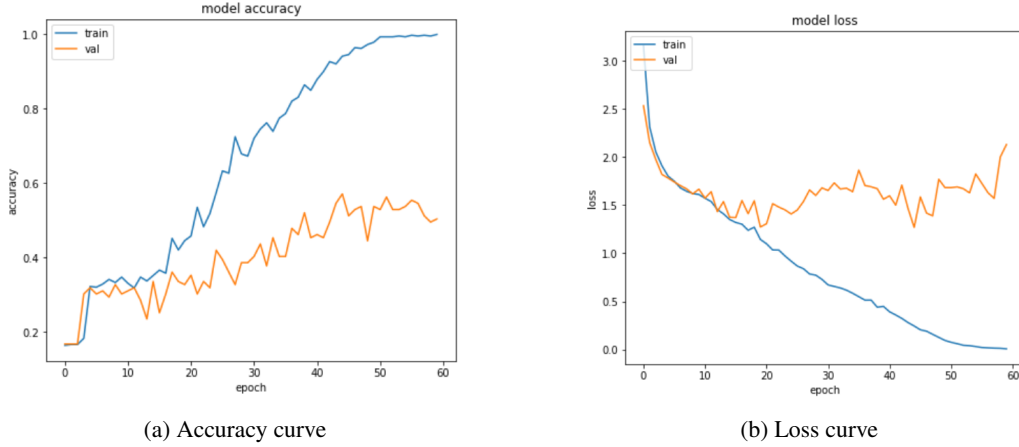 model accuracy
train
val
1.0
0.8
0.6
0.4
0.2
accuracy
0 10 20 30 40 50 60
epoch
(a) Accuracy curve
model loss
train
val
3.0
2.5
2.0
1.5
1.0
0.5
0.0
loss
0 10 20 30 40 50 60
epoch
(b) Loss curve